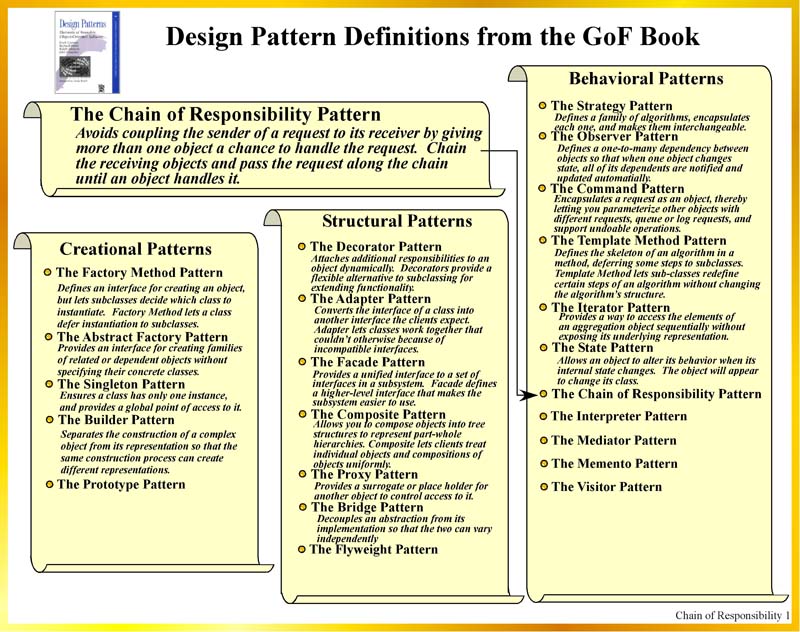 Design Patterns
Design Pattern Definitions from the GoF Book
The Chain of Responsibility Pattern
Avoids coupling the sender of a request to its receiver by giving
more than one object a chance to handle the request.  Chain
the receiving objects and pass the request along the chain
until an object handles it.
Creational Patterns
The Factory Method Pattern
Defines an interface for creating an object,
but lets subclasses decide which class to
instantiate.  Factory Method lets a class
defer instantiation to subclasses.
The Abstract Factory Pattern
Provides an interface for creating families
of related or dependent objects without
specifying their concrete classes.
The Singleton Pattern
Ensures a class has only one instance,
and provides a global point of access to it.
The Builder Pattern
Separates the construction of a complex
object from its representation so that the
same construction process can create
different representations.
The Prototype Pattern
Structural Patterns
The Decorator Pattern
Attaches additional responsibilities to an
object dynamically.  Decorators provide a
flexible alternative to subclassing for
extending functionality.
The Adapter Pattern
Converts the interface of a class into
another interface the clients expect.
Adapter lets classes work together that
couldn't otherwise because of
incompatible interfaces.
The Facade Pattern
Provides a unified interface to a set of
interfaces in a subsystem.  Facade defines
a higher-level interface that makes the
subsystem easier to use.
The Composite Pattern
Allows you to compose objects into tree
structures to represent part-whole
hierarchies. Composite lets clients treat
individual objects and compositions of
objects uniformly.
The Proxy Pattern
Provides a surrogate or place holder for
another object to control access to it.
The Bridge Pattern
Decouples an abstraction from its
implementation so that the two can vary
independently
The Flyweight Pattern
Behavioral Patterns
The Strategy Pattern
Defines a family of algorithms, encapsulates
each one, and makes them interchangeable.
The Observer Pattern
Defines a one-to-many dependency between
objects so that when one object changes
state, all of its dependents are notified and
updated automatially.
The Command Pattern
Encapsulates a request as an object, thereby
letting you parameterize other objects with
different requests, queue or log requests, and
support undoable operations.
The Template Method Pattern
Defines the skeleton of an algorithm in a
method, deferring some steps to subclasses.
Template Method lets sub-classes redefine
certain steps of an algorithm without changing
the algorithm's structure.
The Iterator Pattern
Provides a way to access the elements of
an aggregation object sequentially without
exposing its underlying representation.
The State Pattern
Allows an object to alter its behavior when its
internal state changes.  The object will appear
to change its class.
The Chain of Responsibility Pattern
The Interpreter Pattern
The Mediator Pattern
The Memento Pattern
The Visitor Pattern
Chain of Responsibility 1